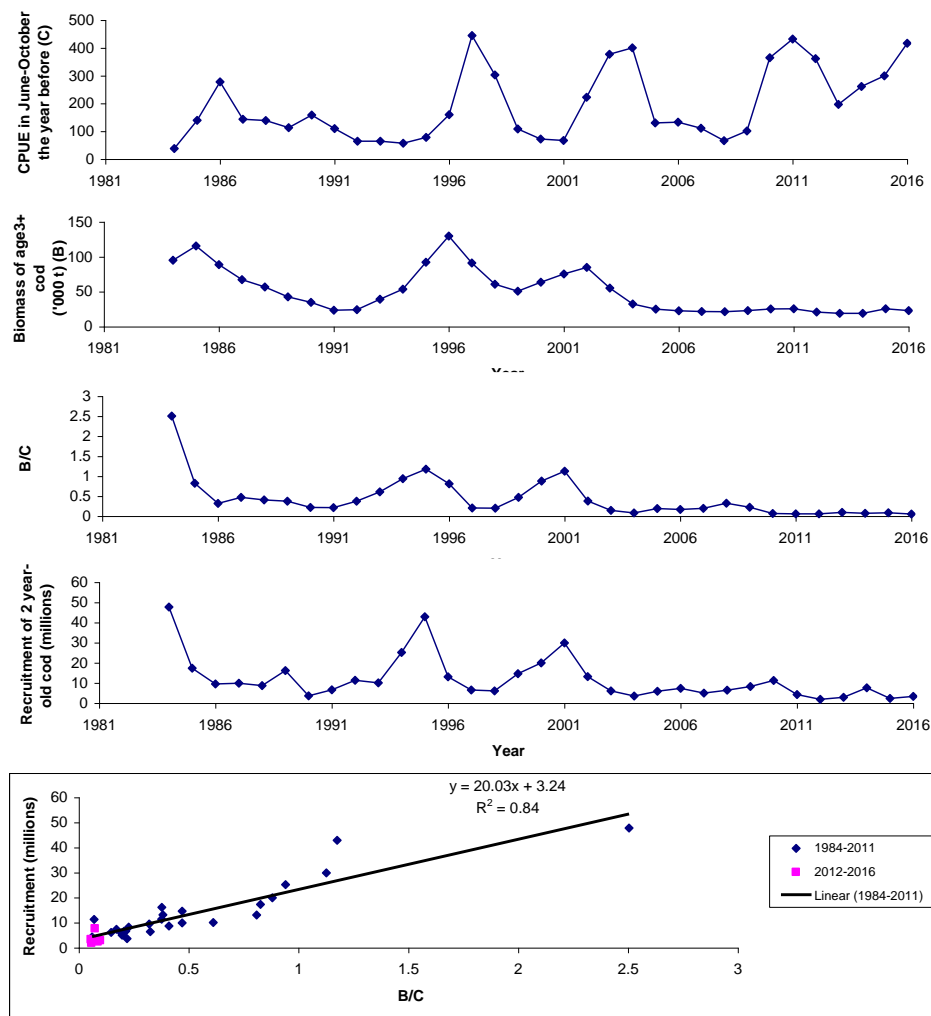 CPUE in June-October
the year before (C)
500
400
300
200
100
0
1981 1986 1991 1996 2001 2006 2011 2016
Biomass of age3+
cod
('000 t) (B)
150
100
50
0
1981 1986 1991 1996 2001 2006 2011 2016
Year
B/C
3
2.5
2
1.5
1
0.5
0
1981 1986 1991 1996 2001 2006 2011 2016
Recruitment of 2 year-
old cod (millions)
60
50
40
30
20
10
0
1981 1986 1991 1996 2001 2006 2011 2016
Year
y = 20.03x + 3.24
R² = 0.84
Recruitment (millions)
60
50
40
30
20
10
0
0 0.5 1 1.5 2 2.5 3
B/C
1984-2011
2012-2016
Linear (1984-2011)